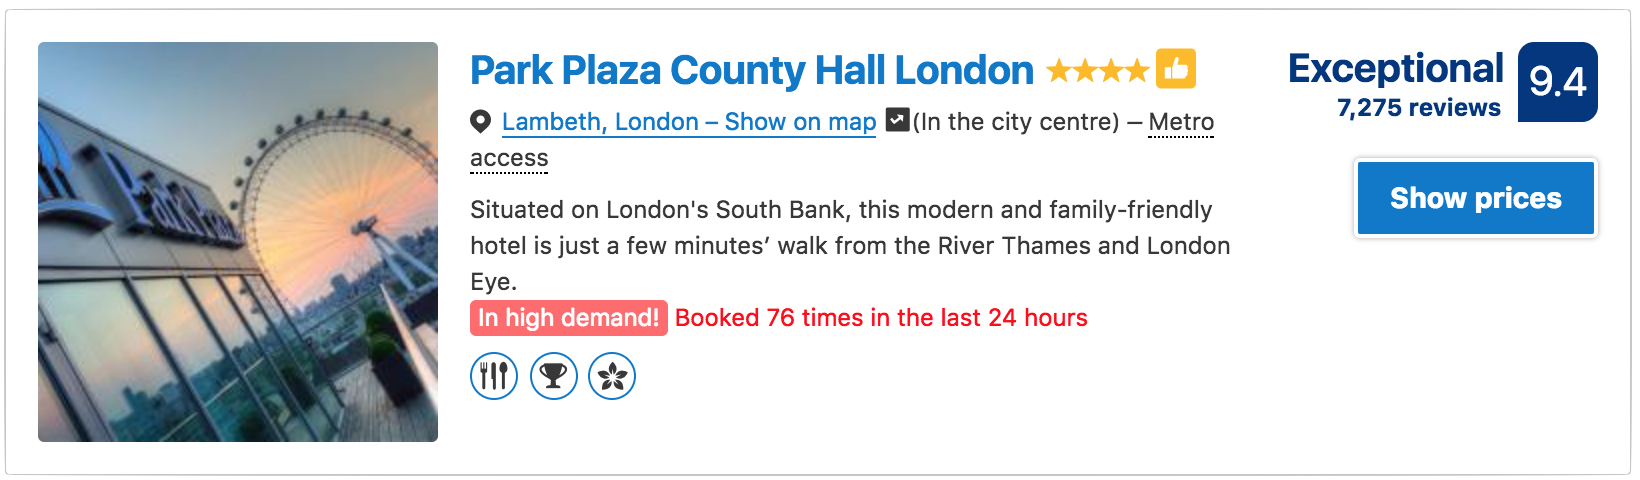 Park Plaza County Hall London
Exceptional
7,275 reviews
9.4
Lambeth, London – Show on map (In the city centre) – Metro
access
Show prices
Situated on London's South Bank, this modern and family-friendly
hotel is just a few minutes’ walk from the River Thames and London
Eye.
In high demand! Booked 76 times in the last 24 hours
Park Plaza